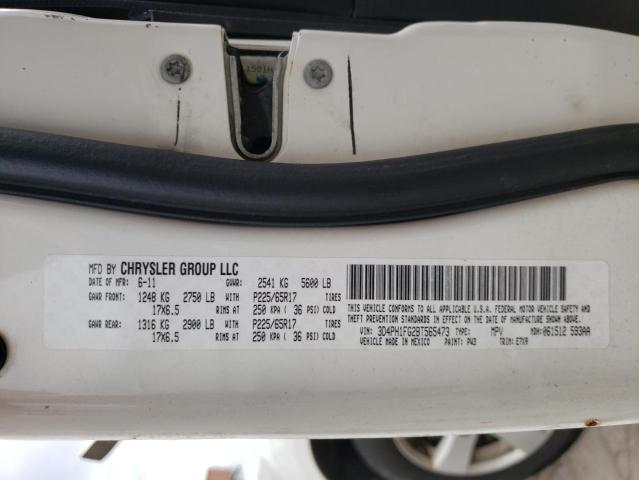 1501H
MFD BY CHRYSLER GROUP LLC
DATE OF MFR: 6-11 GVWR: 2541 KG 5600 LB
GAWR FRONT: 1248 KG 2750 LB WITH P225/65R17 TIRES
17X6.5 RIMS AT 250 KPA ( 36 PSI) COLD
GAWR REAR: 1316 KG 2900 LB WITH P225/65R17 TIRES
17X6.5 RIMS AT 250 KPA ( 36 PSI) COLD
THIS VEHICLE CONFORMS TO ALL APPLICABLE U.S.A. FEDERAL MOTOR VEHICLE SAFETY AND
THEFT PREVENTION STANDARDS IN EFFECT ON THE DATE OF MANUFACTURE SHOWN ABOVE.
VIN: 3D4PH1FG2BT565473 TYPE: MPV MDH: 061512 593AA
VEHICLE MADE IN MEXICO PAINT: PW3 TRIM: E7X9